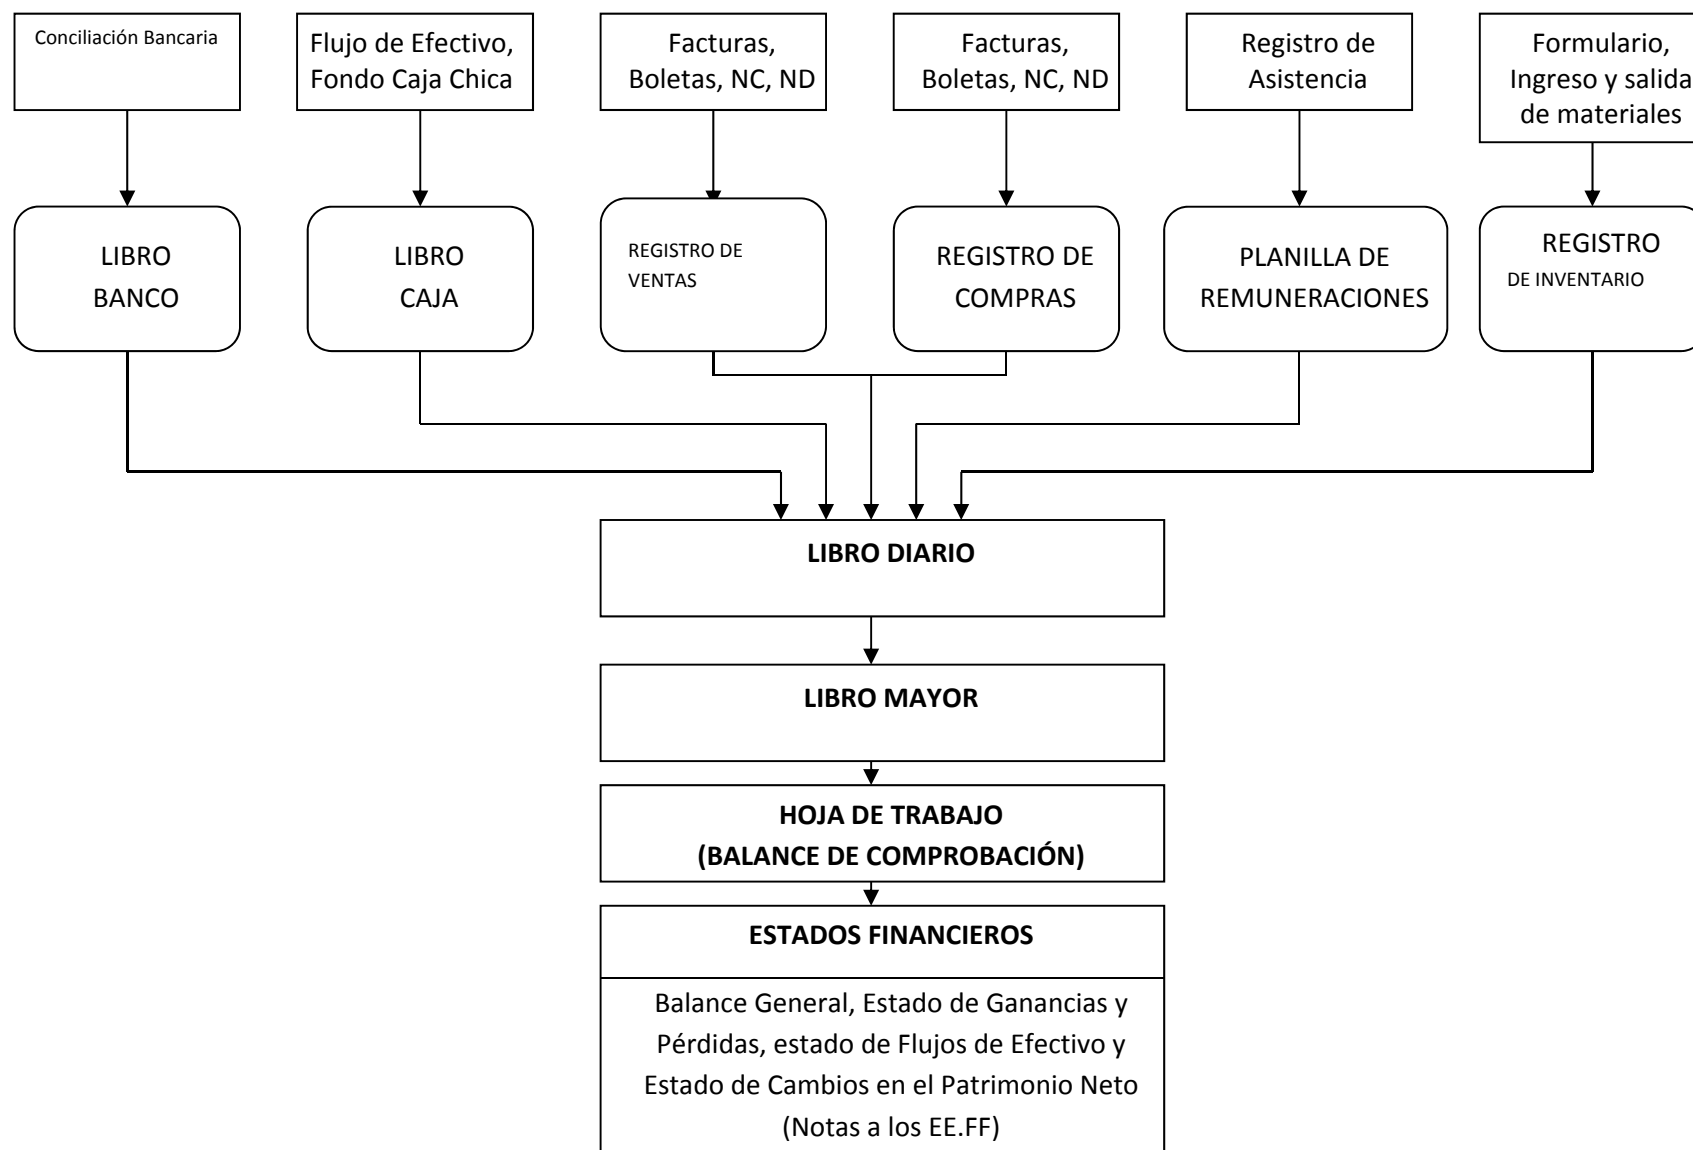 Conciliación Bancaria
Flujo de Efectivo,
Fondo Caja Chica
Facturas,
Boletas, NC, ND
Facturas,
Boletas, NC, ND
Registro de
Asistencia
Formulario,
Ingreso y salida
de materiales
LIBRO
BANCO
LIBRO
CAJA
REGISTRO DE
VENTAS
REGISTRO DE
COMPRAS
PLANILLA DE
REMUNERACIONES
REGISTRO
DE INVENTARIO
LIBRO DIARIO
LIBRO MAYOR
HOJA DE TRABAJO
(BALANCE DE COMPROBACIÓN)
ESTADOS FINANCIEROS
Balance General, Estado de Ganancias y
Pérdidas, estado de Flujos de Efectivo y
Estado de Cambios en el Patrimonio Neto
(Notas a los EE.FF)